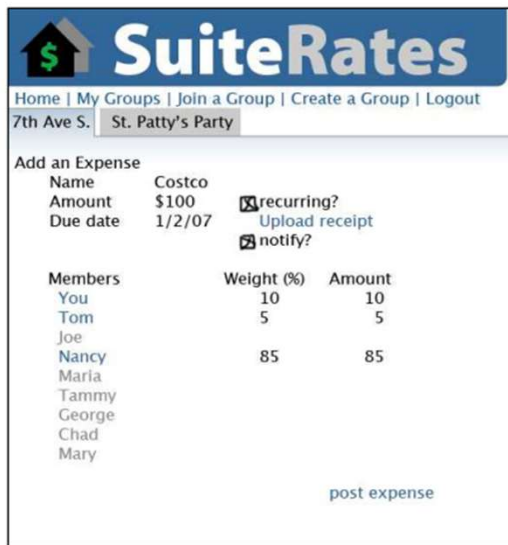 $ SuiteRates
Home | My Groups | Join a Group | Create a Group | Logout
7th Ave S. St. Patty's Party
Add an Expense
Name Costco
Amount $100 recurring?
Due date 1/2/07 Upload receipt
notify?
Members Weight (%) Amount
You 10 10
Tom 5 5
Joe
Nancy 85 85
Maria
Tammy
George
Chad
Mary
post expense